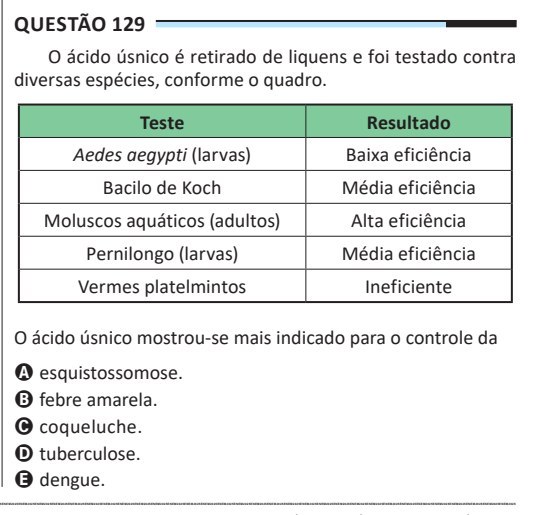 QUESTÃO 129
O ácido úsnico é retirado de liquens e foi testado contra
diversas espécies, conforme o quadro.
Teste Resultado
Aedes aegypti (larvas) Baixa eficiência
Bacilo de Koch Média eficiência
Moluscos aquáticos (adultos) Alta eficiência
Pernilongo (larvas) Média eficiência
Vermes platelmintos Ineficiente
O ácido úsnico mostrou-se mais indicado para o controle da
A esquistossomose.
B febre amarela.
C coqueluche.
D tuberculose.
E dengue.